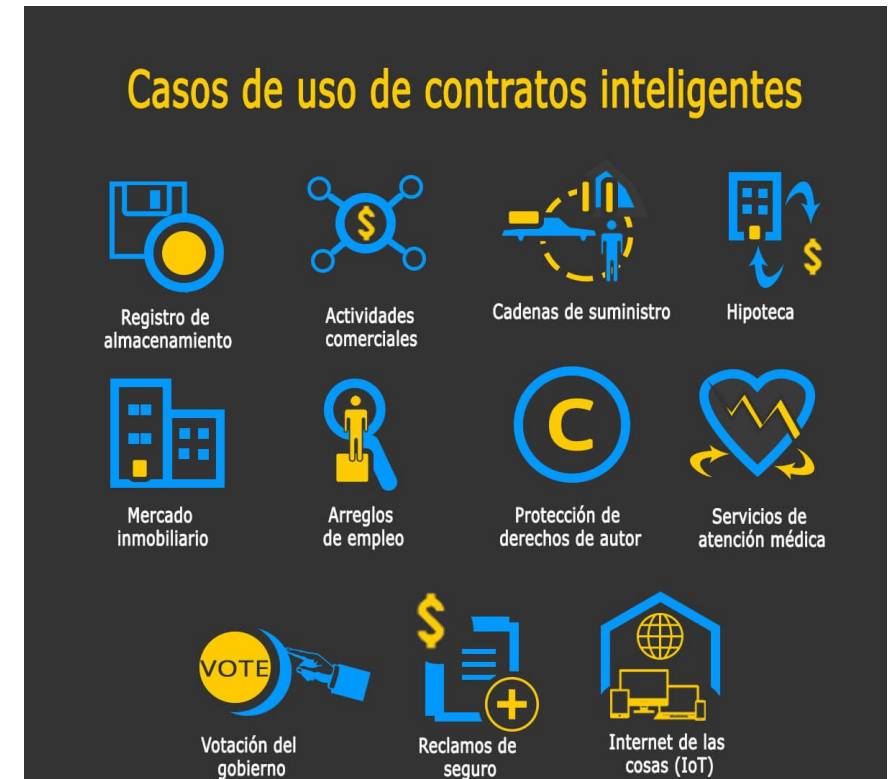 Casos de uso de contratos inteligentes
$
$
Registro de
almacenamiento
Actividades
comerciales
Cadenas de suministro
Hipoteca
C
Mercado
inmobiliario
Arreglos
de empleo
Protección de
derechos de autor
Servicios de
atención médica
$
VOTE
Votación del
gobierno
Reclamos de
seguro
Internet de las
cosas (IoT)